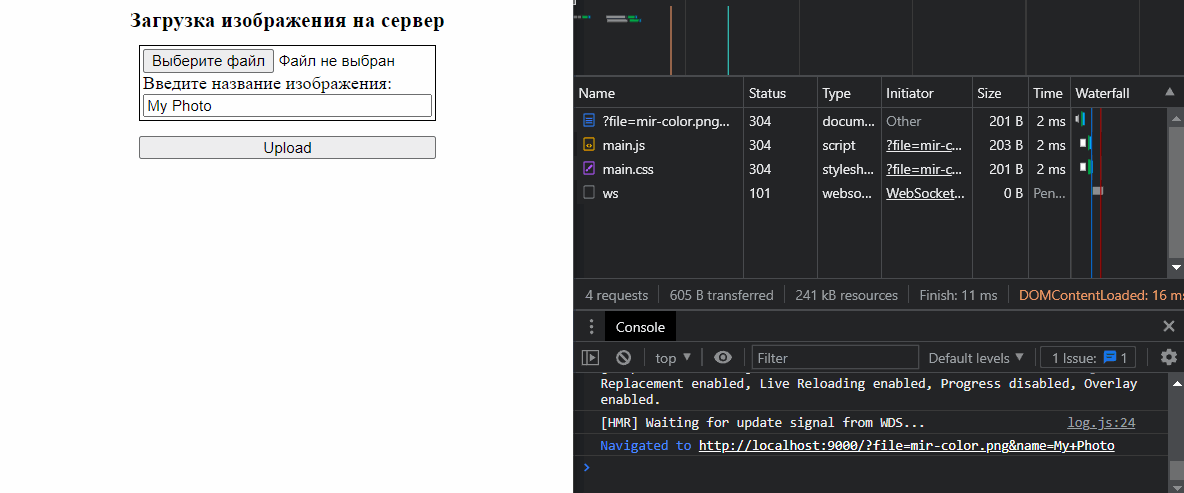 Загрузка изображения на сервер
Выберите файл Файл не выбран
Введите название изображения:
My Photo
Upload
Name Status Type Initiator Size Time Waterfall
?file=mir-color.png... 304 docum... Other 201 B 2 ms
main.js 304 script ?file=mir-c... 203 B 2 ms
main.css 304 stylesh... ?file=mir-c... 201 B 2 ms
ws 101 webso... WebSocket... 0 B Pen...
4 requests 605 B transferred 241 kB resources Finish: 11 ms DOMContentLoaded: 16 ms
Console
top Filter Default levels 1 Issue: 1
Replacement enabled, Live Reloading enabled, Progress disabled, Overlay
enabled.
[HMR] Waiting for update signal from WDS... log.js:24
Navigated to http://localhost:9000/?file=mir-color.png&name=My+Photo